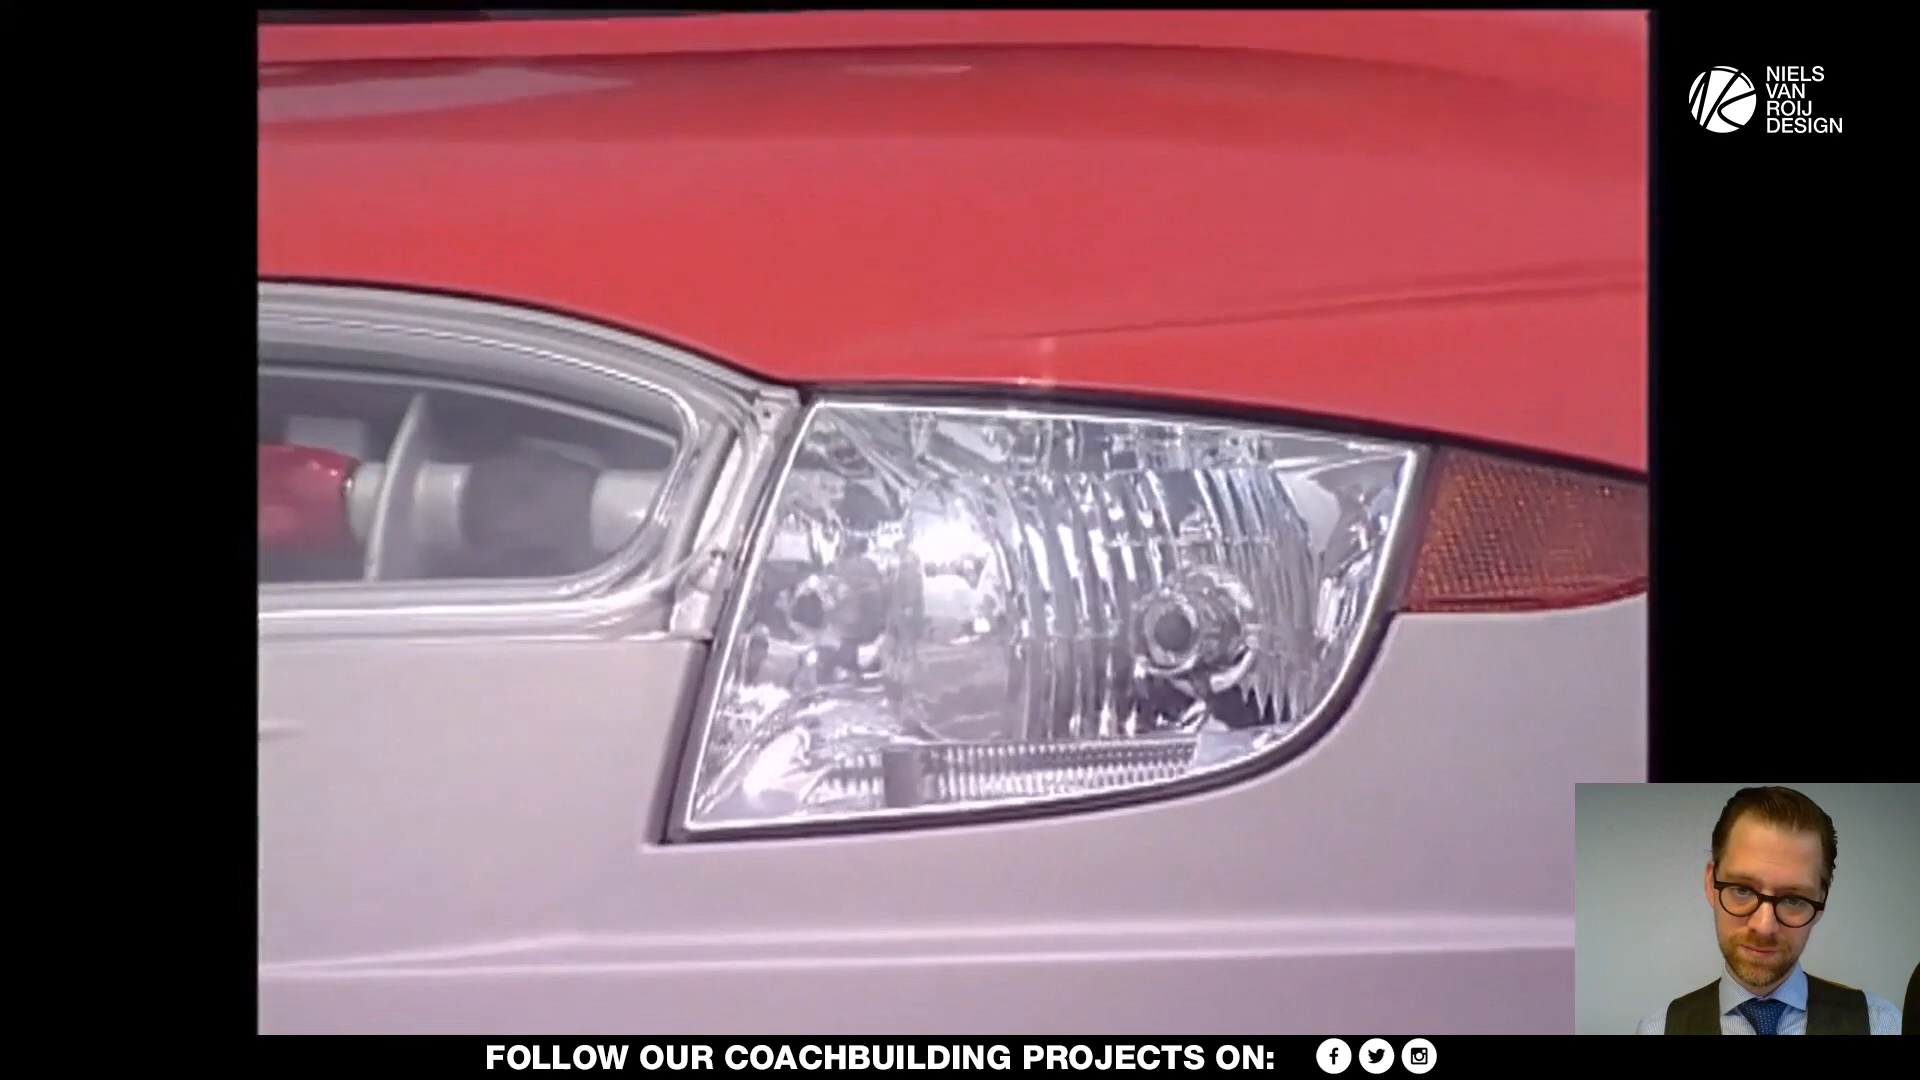 NIELS
VAN
ROIJ
DESIGN
FOLLOW OUR COACHBUILDING PROJECTS ON: